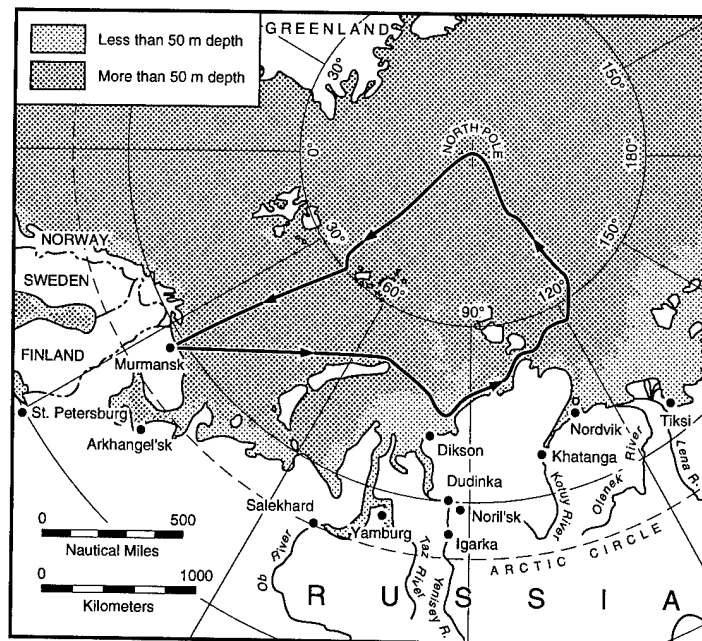 Less than 50 m depth
More than 50 m depth
GREENLAND
30°
0°
30°
60°
90°
120°
150°
180°
150°
NORTH POLE
NORWAY
SWEDEN
FINLAND
Murmansk
St. Petersburg
Arkhangel'sk
Dikson
Nordvik
Tiksi
Khatanga
Dudinka
Noril'sk
Igarka
Salekhard
Yamburg
Ob River
Taz River
Yenisey R.
Kotuy River
Olenek River
Lena R.
ARCTIC CIRCLE
RUSSIA
0 500
Nautical Miles
0 1000
Kilometers